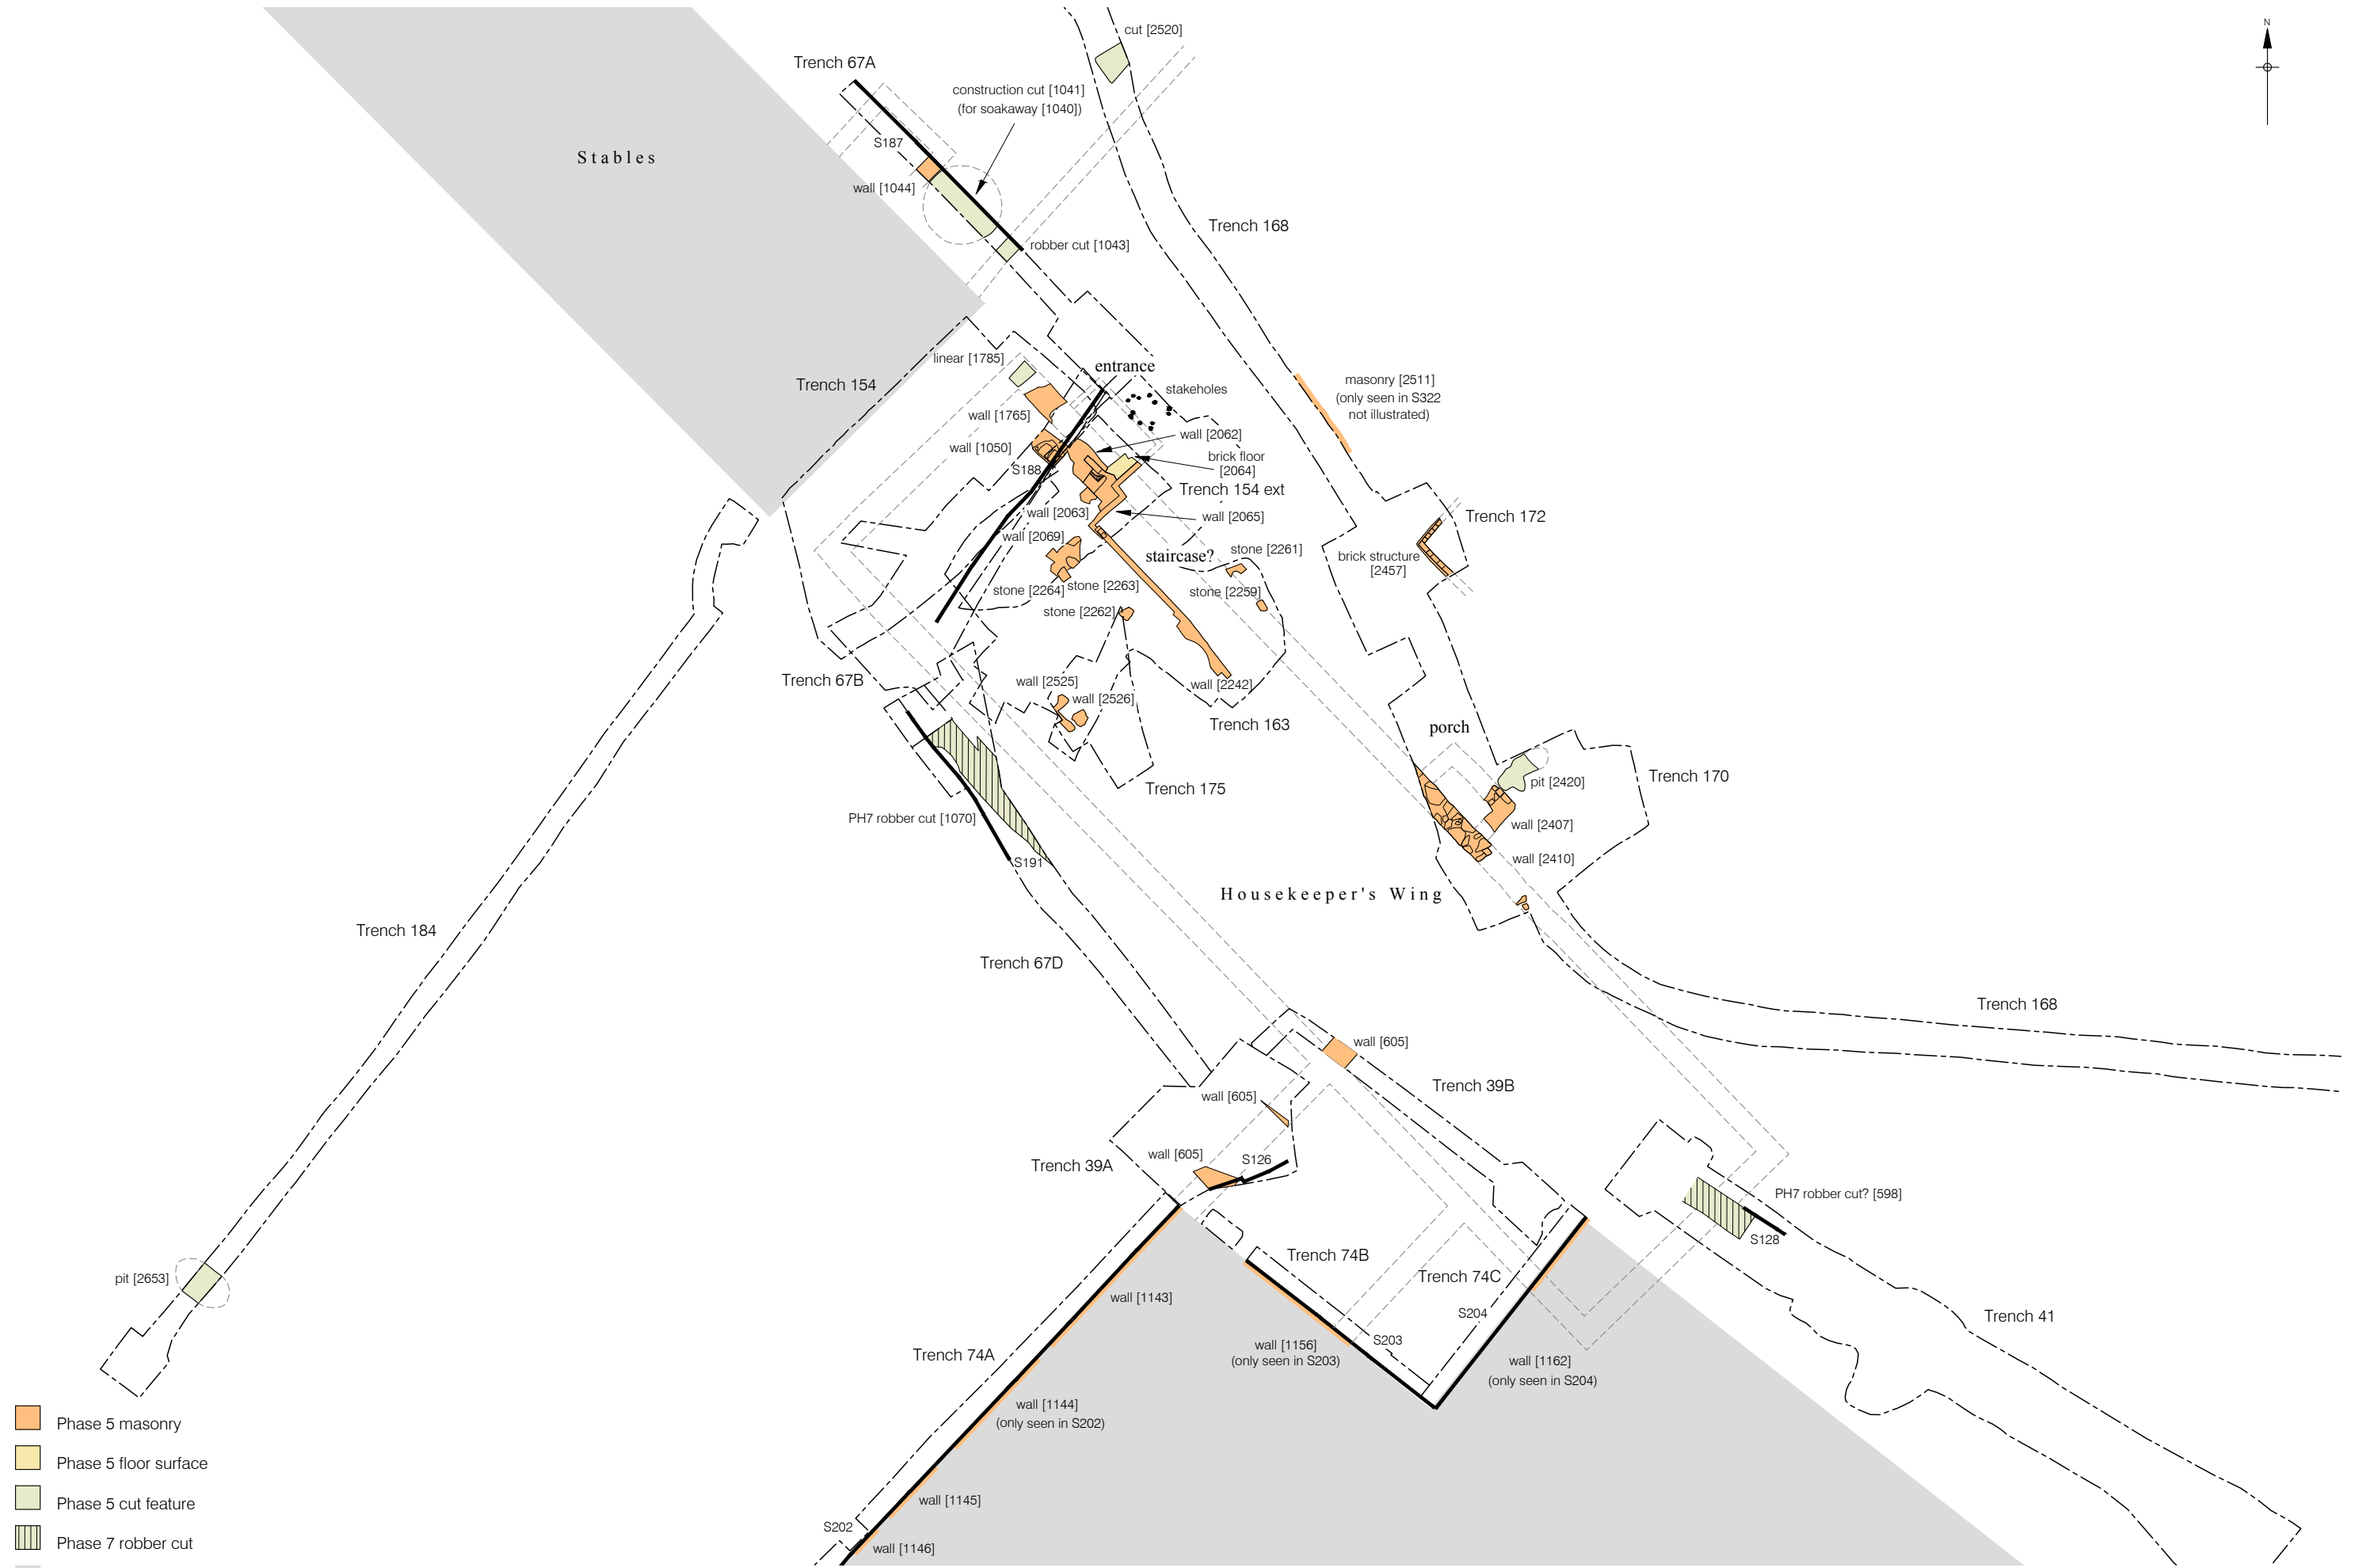 cut [2520]
N
Trench 67A
construction cut [1041]
(for soakaway [1040])
S187
Stables
wall [1044]
Trench 168
robber cut [1043]
linear [1785]
entrance
Trench 154
stakeholes
masonry [2511]
(only seen in S322
not illustrated)
wall [1765]
wall [2062]
wall [1050]
brick floor
[2064]
S188
Trench 154 ext
wall [2063]
wall [2065]
Trench 172
wall [2069]
staircase?
stone [2261]
brick structure
[2457]
stone [2264]
stone [2263]
stone [2259]
stone [2262]
Trench 67B
wall [2525]
wall [2242]
wall [2526]
Trench 163
porch
Trench 170
pit [2420]
Trench 175
PH7 robber cut [1070]
wall [2407]
S191
wall [2410]
Housekeeper's Wing
Trench 184
Trench 67D
Trench 168
wall [605]
Trench 39B
wall [605]
wall [605]
S126
Trench 39A
PH7 robber cut? [598]
S128
Trench 74B
pit [2653]
Trench 74C
wall [1143]
S204
Trench 41
S203
wall [1156]
(only seen in S203)
Trench 74A
wall [1162]
(only seen in S204)
wall [1144]
(only seen in S202)
Phase 5 masonry
Phase 5 floor surface
Phase 5 cut feature
wall [1145]
S202
Phase 7 robber cut
wall [1146]